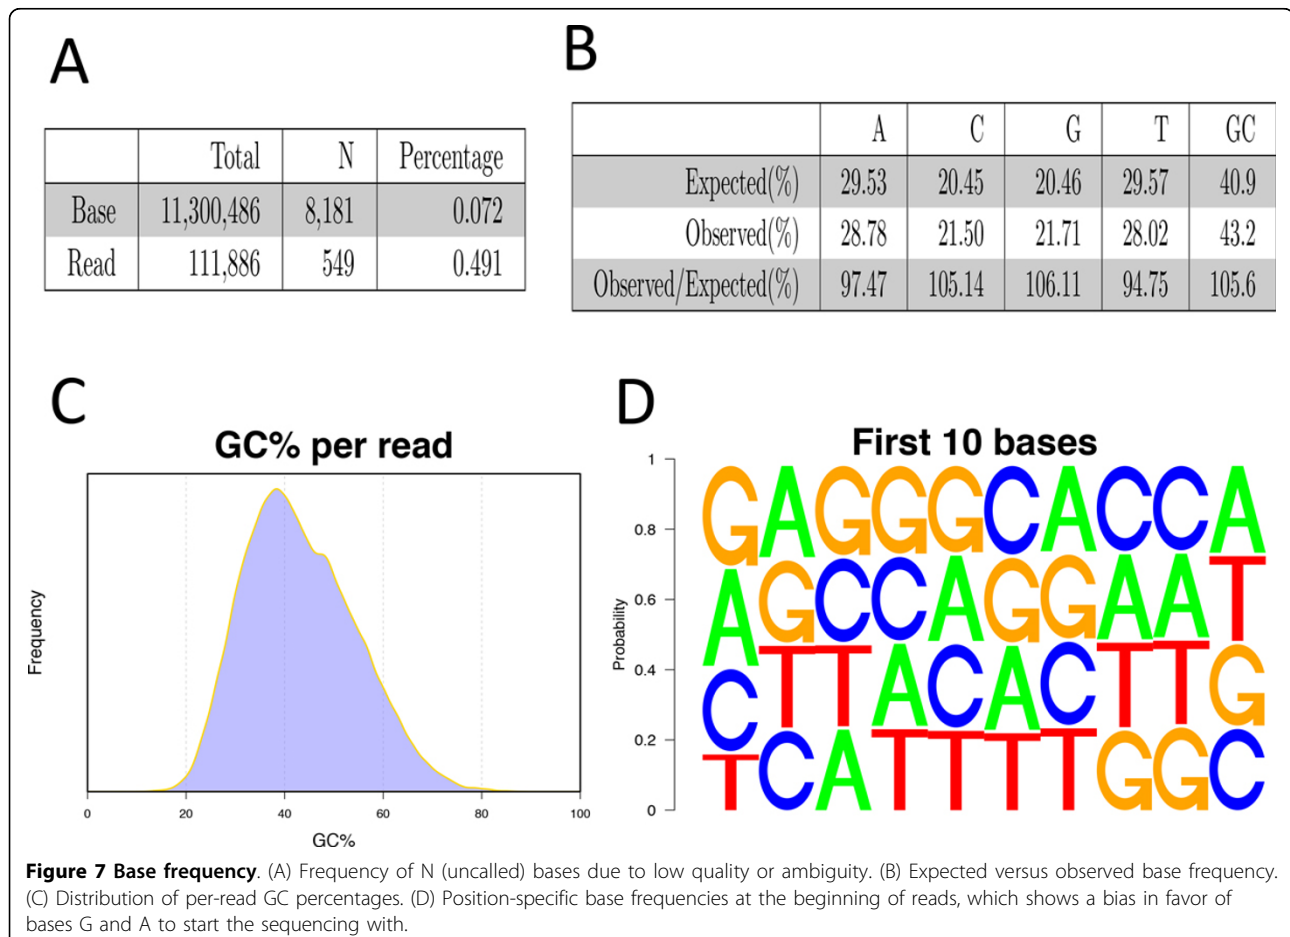 A
Total N Percentage
Base 11,300,486 8,181 0.072
Read 111,886 549 0.491
B
A C G T GC
Expected(%) 29.53 20.45 20.46 29.57 40.9
Observed(%) 28.78 21.50 21.71 28.02 43.2
Observed/Expected(%) 97.47 105.14 106.11 94.75 105.6
C
GC% per read
Frequency
0 20 40 60 80 100
GC%
D
First 10 bases
Probability
1
0.8
0.6
0.4
0.2
0
G A G G G C A C C A
A G C C A G G A A T
C T T A C A C T T G
T C A T T T T G G C
Figure 7 Base frequency. (A) Frequency of N (uncalled) bases due to low quality or ambiguity. (B) Expected versus observed base frequency.
(C) Distribution of per-read GC percentages. (D) Position-specific base frequencies at the beginning of reads, which shows a bias in favor of
bases G and A to start the sequencing with.